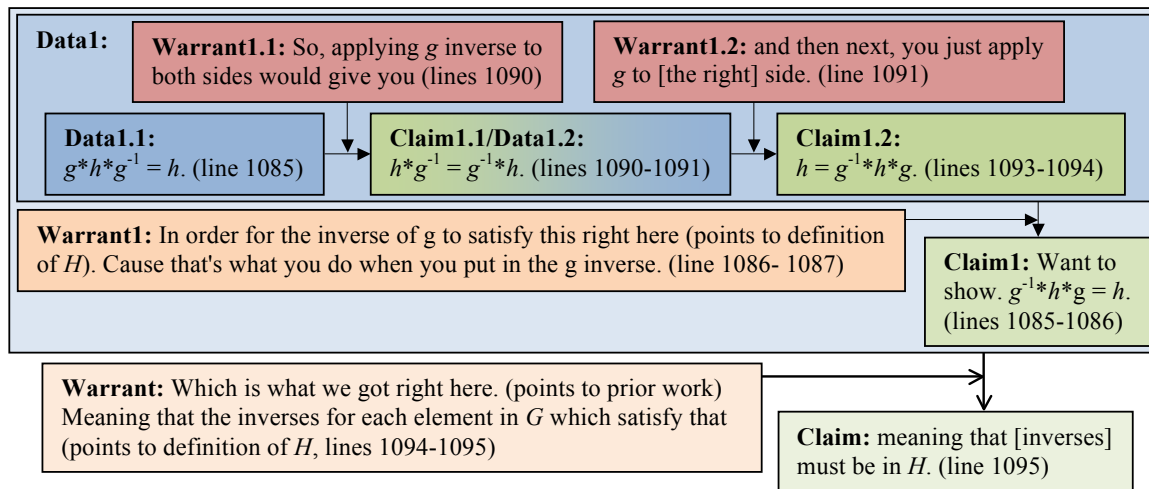 Data1:
Warrant1.1: So, applying g inverse to
both sides would give you (lines 1090)
Warrant1.2: and then next, you just apply
g to [the right] side. (line 1091)
Data1.1:
g*h*g⁻¹ = h. (line 1085)
Claim1.1/Data1.2:
h*g⁻¹ = g⁻¹*h. (lines 1090-1091)
Claim1.2:
h = g⁻¹*h*g. (lines 1093-1094)
Warrant1: In order for the inverse of g to satisfy this right here (points to definition
of H). Cause that's what you do when you put in the g inverse. (line 1086- 1087)
Claim1: Want to
show. g⁻¹*h*g = h.
(lines 1085-1086)
Warrant: Which is what we got right here. (points to prior work)
Meaning that the inverses for each element in G which satisfy that
(points to definition of H, lines 1094-1095)
Claim: meaning that [inverses]
must be in H. (line 1095)